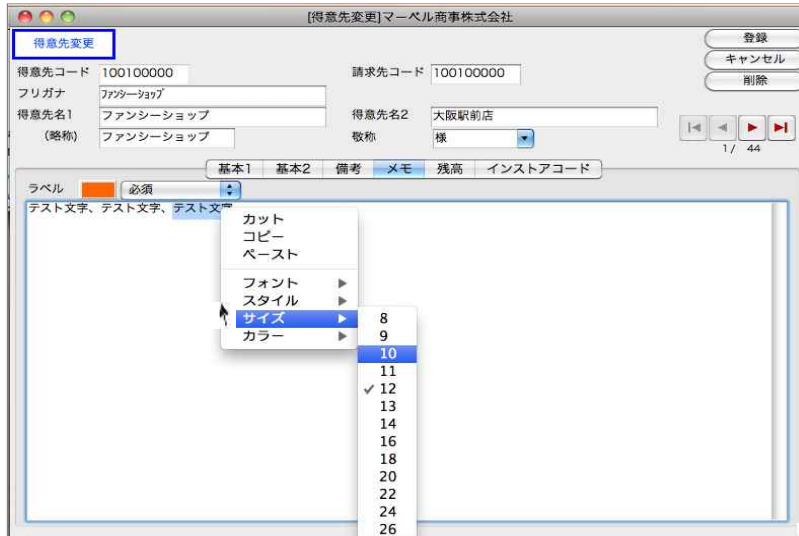 [得意先変更]マーベル商事株式会社
得意先変更
登録
キャンセル
削除
得意先コード 100100000 請求先コード 100100000
フリガナ ファンシーショップ
得意先名1 ファンシーショップ 得意先名2 大阪駅前店
(略称) ファンシーショップ 敬称 様
1/ 44
基本1 基本2 備考 メモ 残高 インストアコード
ラベル 必須
テスト文字、テスト文字、テスト文字
カット
コピー
ペースト
フォント
スタイル
サイズ
カラー
8
9
10
11
12
13
14
16
18
20
22
24
26